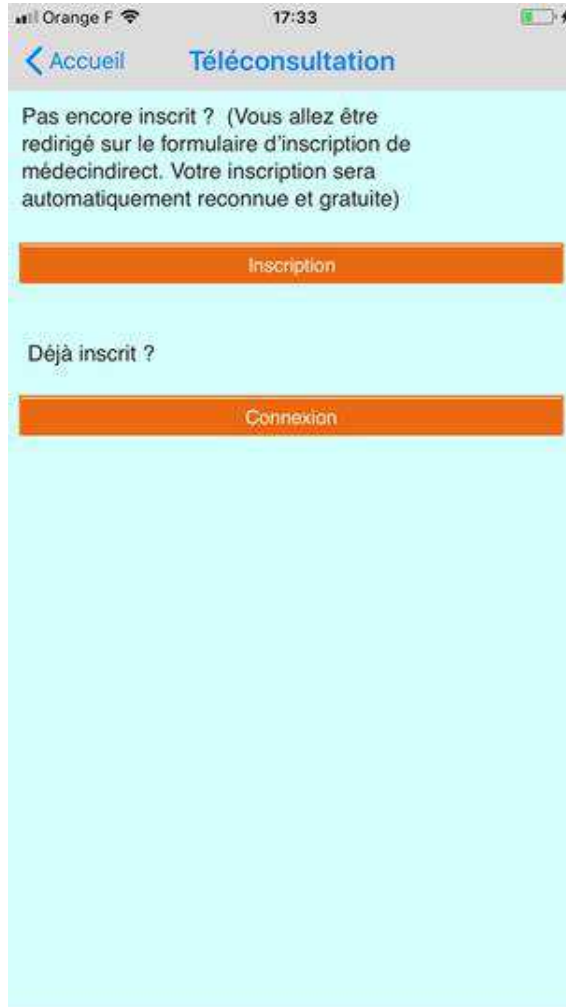 Orange F 17:33
Accueil Téléconsultation
Pas encore inscrit ? (Vous allez être
redirigé sur le formulaire d'inscription de
médecindirect. Votre inscription sera
automatiquement reconnue et gratuite)
Inscription
Déjà inscrit ?
Connexion